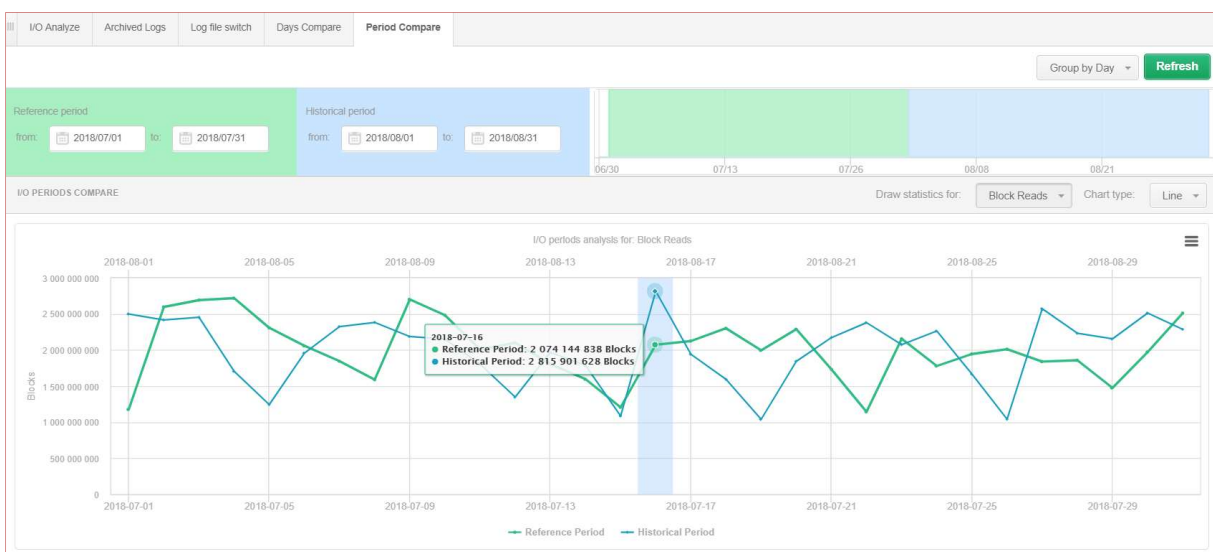 I/O Analyze Archived Logs Log file switch Days Compare Period Compare
Group by Day Refresh
Reference period Historical period
from: 2018/07/01 to: 2018/07/31 from: 2018/08/01 to: 2018/08/31
06/30 07/13 07/26 08/08 08/21
I/O PERIODS COMPARE Draw statistics for: Block Reads Chart type: Line
I/O periods analysis for: Block Reads
2018-08-01 2018-08-05 2018-08-09 2018-08-13 2018-08-17 2018-08-21 2018-08-25 2018-08-29
3 000 000 000
2 500 000 000
2 000 000 000
1 500 000 000
1 000 000 000
500 000 000
0
Blocks
2018-07-16
Reference Period: 2 074 144 838 Blocks
Historical Period: 2 815 901 628 Blocks
2018-07-01 2018-07-05 2018-07-09 2018-07-13 2018-07-17 2018-07-21 2018-07-25 2018-07-29
Reference Period Historical Period